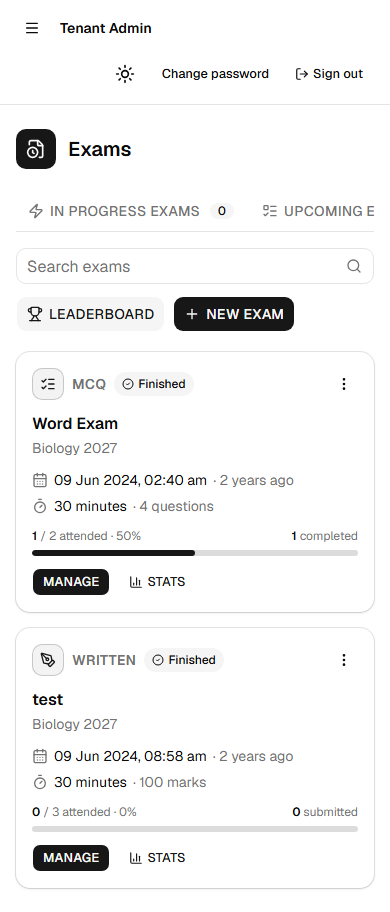 Tenant Admin
Change password
Sign out
Exams
IN PROGRESS EXAMS 0
UPCOMING E
Search exams
LEADERBOARD
NEW EXAM
MCQ
Finished
Word Exam
Biology 2027
09 Jun 2024, 02:40 am · 2 years ago
30 minutes · 4 questions
1 / 2 attended · 50%
1 completed
MANAGE
STATS
WRITTEN
Finished
test
Biology 2027
09 Jun 2024, 08:58 am · 2 years ago
30 minutes · 100 marks
0 / 3 attended · 0%
0 submitted
MANAGE
STATS